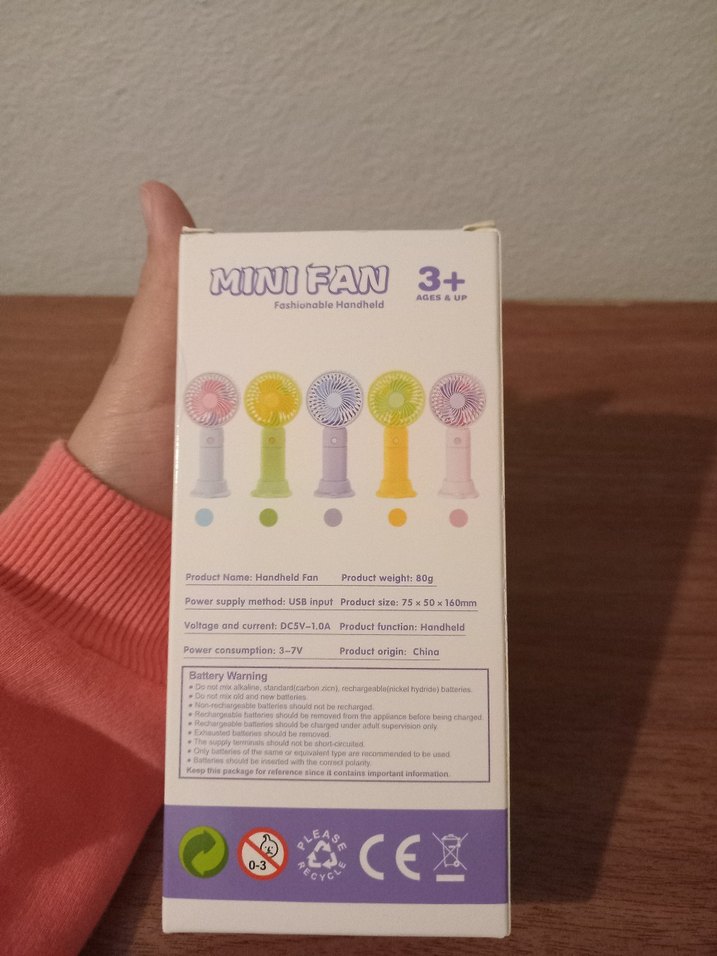 MINI FAN
Fashionable Handheld
3+
AGES & UP
Product Name: Handheld Fan Product weight: 80g
Power supply method: USB input Product size: 75 × 50 × 160mm
Voltage and current: DC5V-1.0A Product function: Handheld
Power consumption: 3-7V Product origin: China
Battery Warning
• Do not mix alkaline, standard(carbon zicn), rechargeable(nickel hydride) batteries.
• Do not mix old and new batteries.
• Non-rechargeable batteries should not be recharged.
• Rechargeable batteries should be removed from the appliance before being charged.
• Rechargeable batteries should be charged under adult supervision only
• Exhausted batteries should be removed.
• The supply terminals should not be short-circuited.
• Only batteries of the same or equivalent type are recommended to be used.
• Batteries should be inserted with the correct polarity.
Keep this package for reference since it contains important information.
0-3
PLEASE
RECYCLE
CE